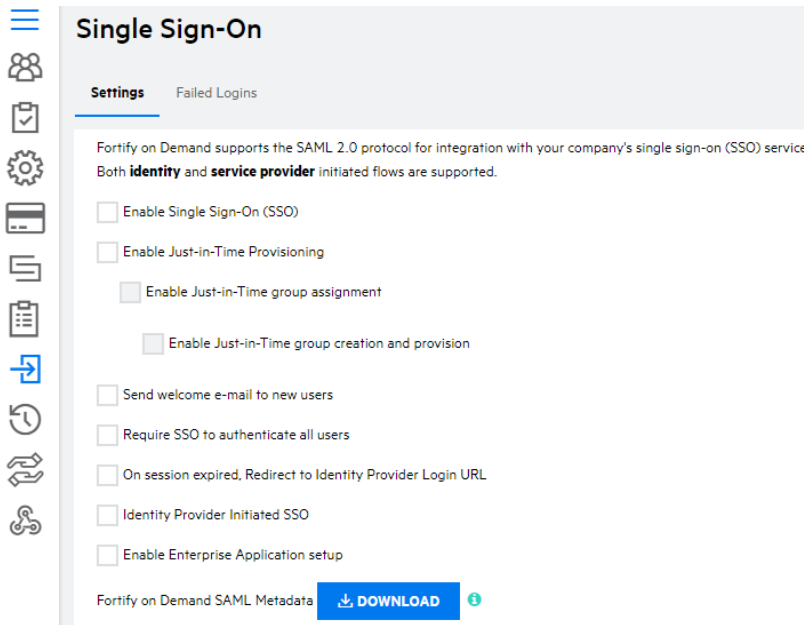 Single Sign-On
Settings Failed Logins
Fortify on Demand supports the SAML 2.0 protocol for integration with your company's single sign-on (SSO) service
Both identity and service provider initiated flows are supported.
Enable Single Sign-On (SSO)
Enable Just-in-Time Provisioning
Enable Just-in-Time group assignment
Enable Just-in-Time group creation and provision
Send welcome e-mail to new users
Require SSO to authenticate all users
On session expired, Redirect to Identity Provider Login URL
Identity Provider Initiated SSO
Enable Enterprise Application setup
Fortify on Demand SAML Metadata DOWNLOAD